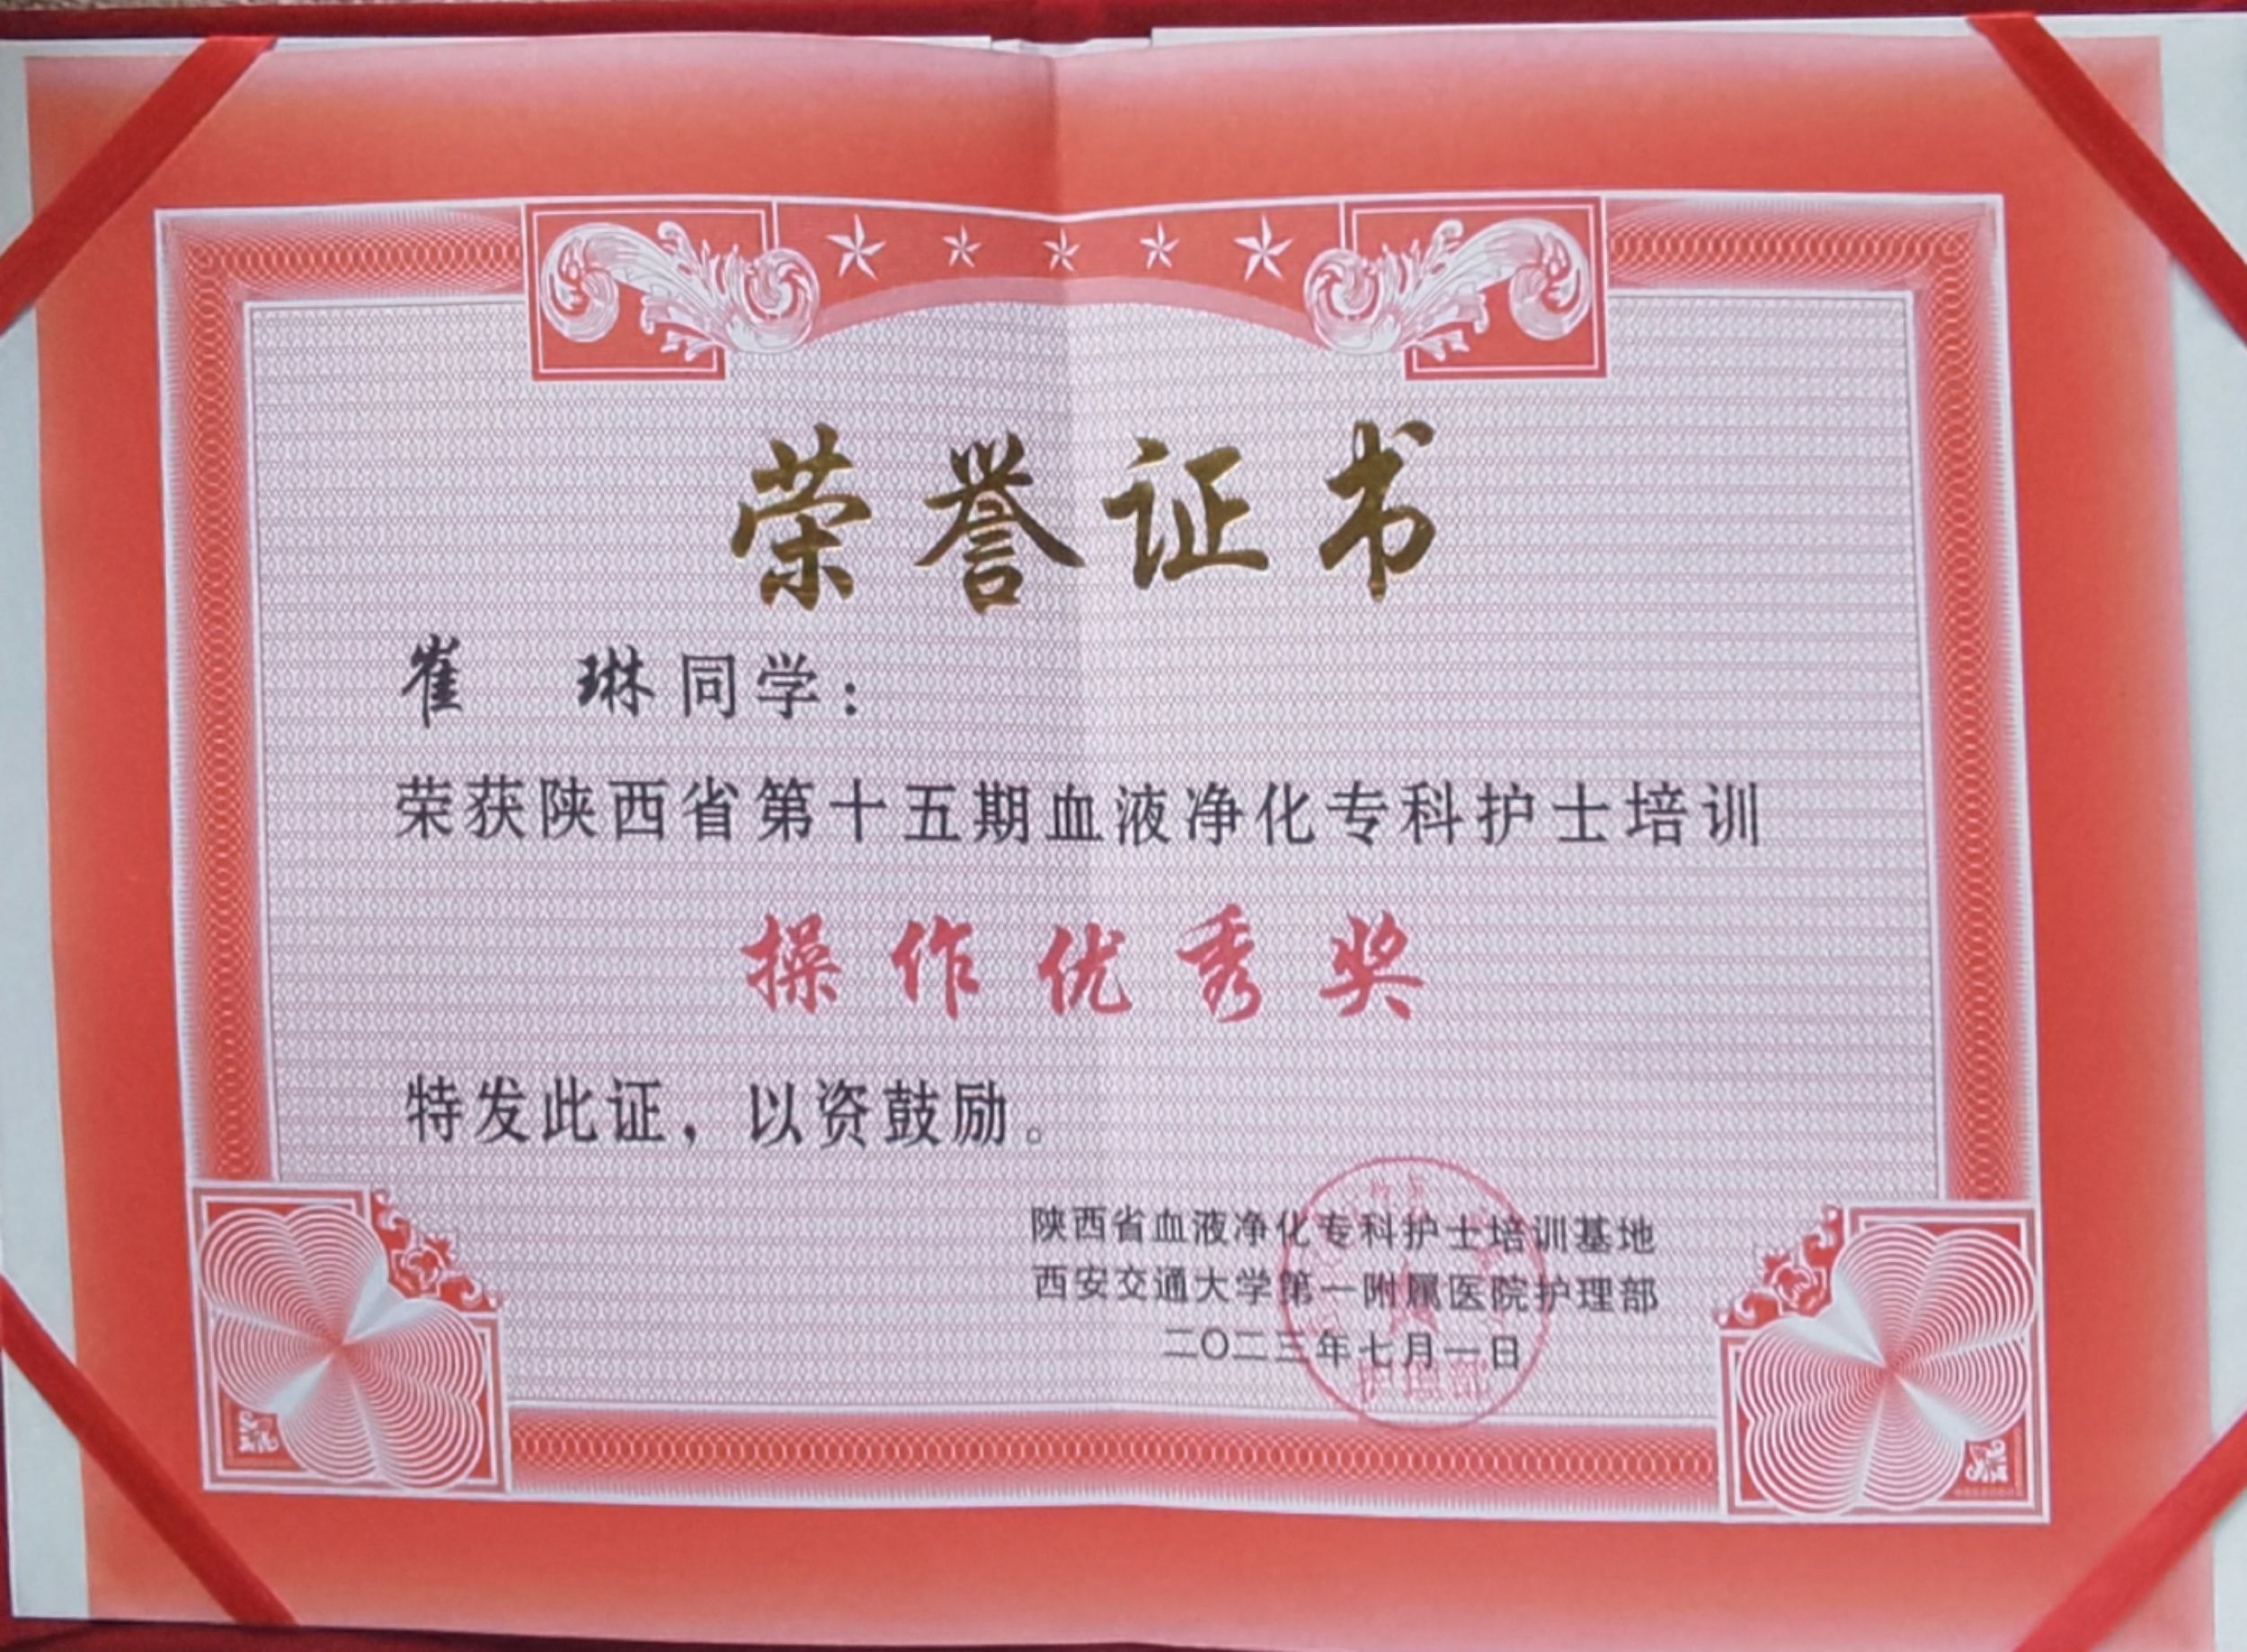 荣誉证书
崔 琳同学：
荣获陕西省第十五期血液净化专科护士培训
操作优秀奖
特发此证，以资鼓励。
陕西省血液净化专科护士培训基地
西安交通大学第一附属医院护理部
二〇二三年七月一日
护理部